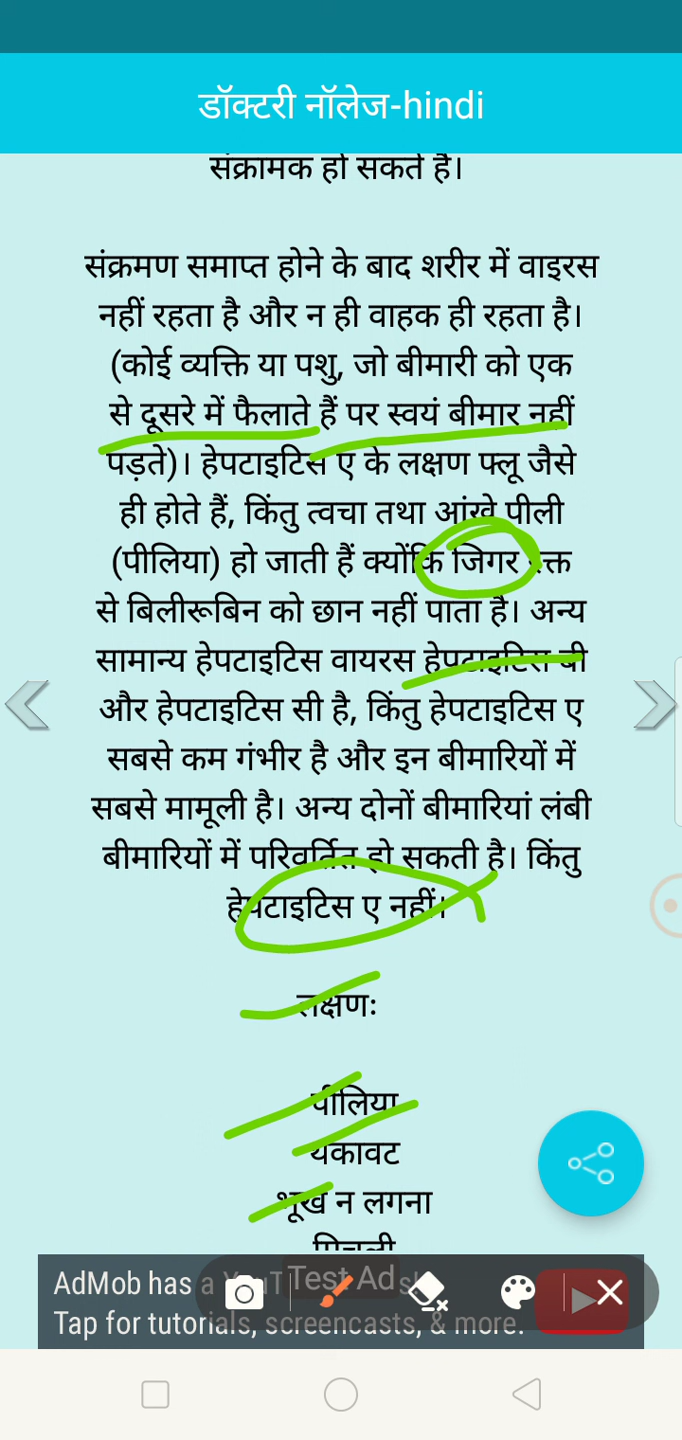 डॉक्टरी नॉलेज-hindi
संक्रामक हो सकते है।
संक्रमण समाप्त होने के बाद शरीर में वाइरस
नहीं रहता है और न ही वाहक ही रहता है।
(कोई व्यक्ति या पशु, जो बीमारी को एक
से दूसरे में फैलाते हैं पर स्वयं बीमार नहीं
पड़ते)। हेपटाइटिस ए के लक्षण फ्लू जैसे
ही होते हैं, किंतु त्वचा तथा आंखे पीली
(पीलिया) हो जाती हैं क्योंकि जिगर रक्त
से बिलीरूबिन को छान नहीं पाता है। अन्य
सामान्य हेपटाइटिस वायरस हेपटाइटिस बी
और हेपटाइटिस सी है, किंतु हेपटाइटिस ए
सबसे कम गंभीर है और इन बीमारियों में
सबसे मामूली है। अन्य दोनों बीमारियां लंबी
बीमारियों में परिवर्तित हो सकती है। किंतु
हेपटाइटिस ए नहीं।
लक्षणः
पीलिया
थकावट
भूख न लगना
मिचली
AdMob has a Test Ad
Tap for tutorials, screencasts, & more.